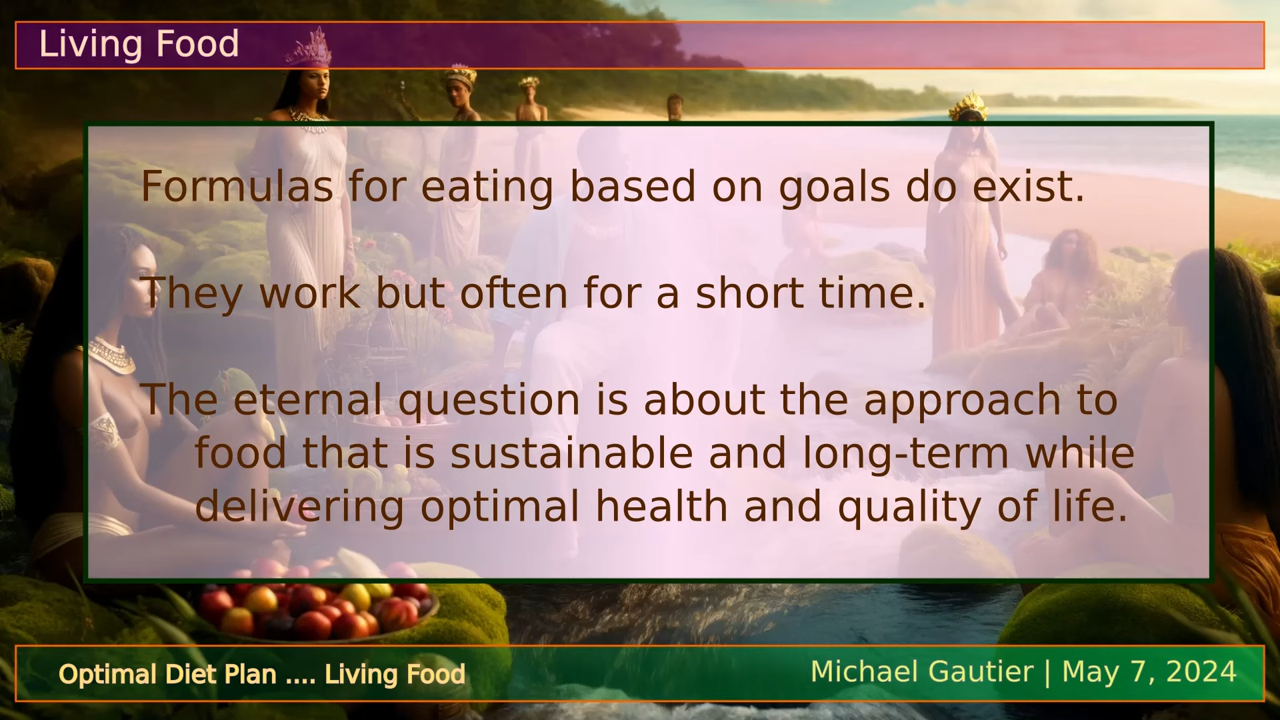 Living Food
Formulas for eating based on goals do exist.
They work but often for a short time.
The eternal question is about the approach to
food that is sustainable and long-term while
delivering optimal health and quality of life.
Optimal Diet Plan .... Living Food
Michael Gautier | May 7, 2024